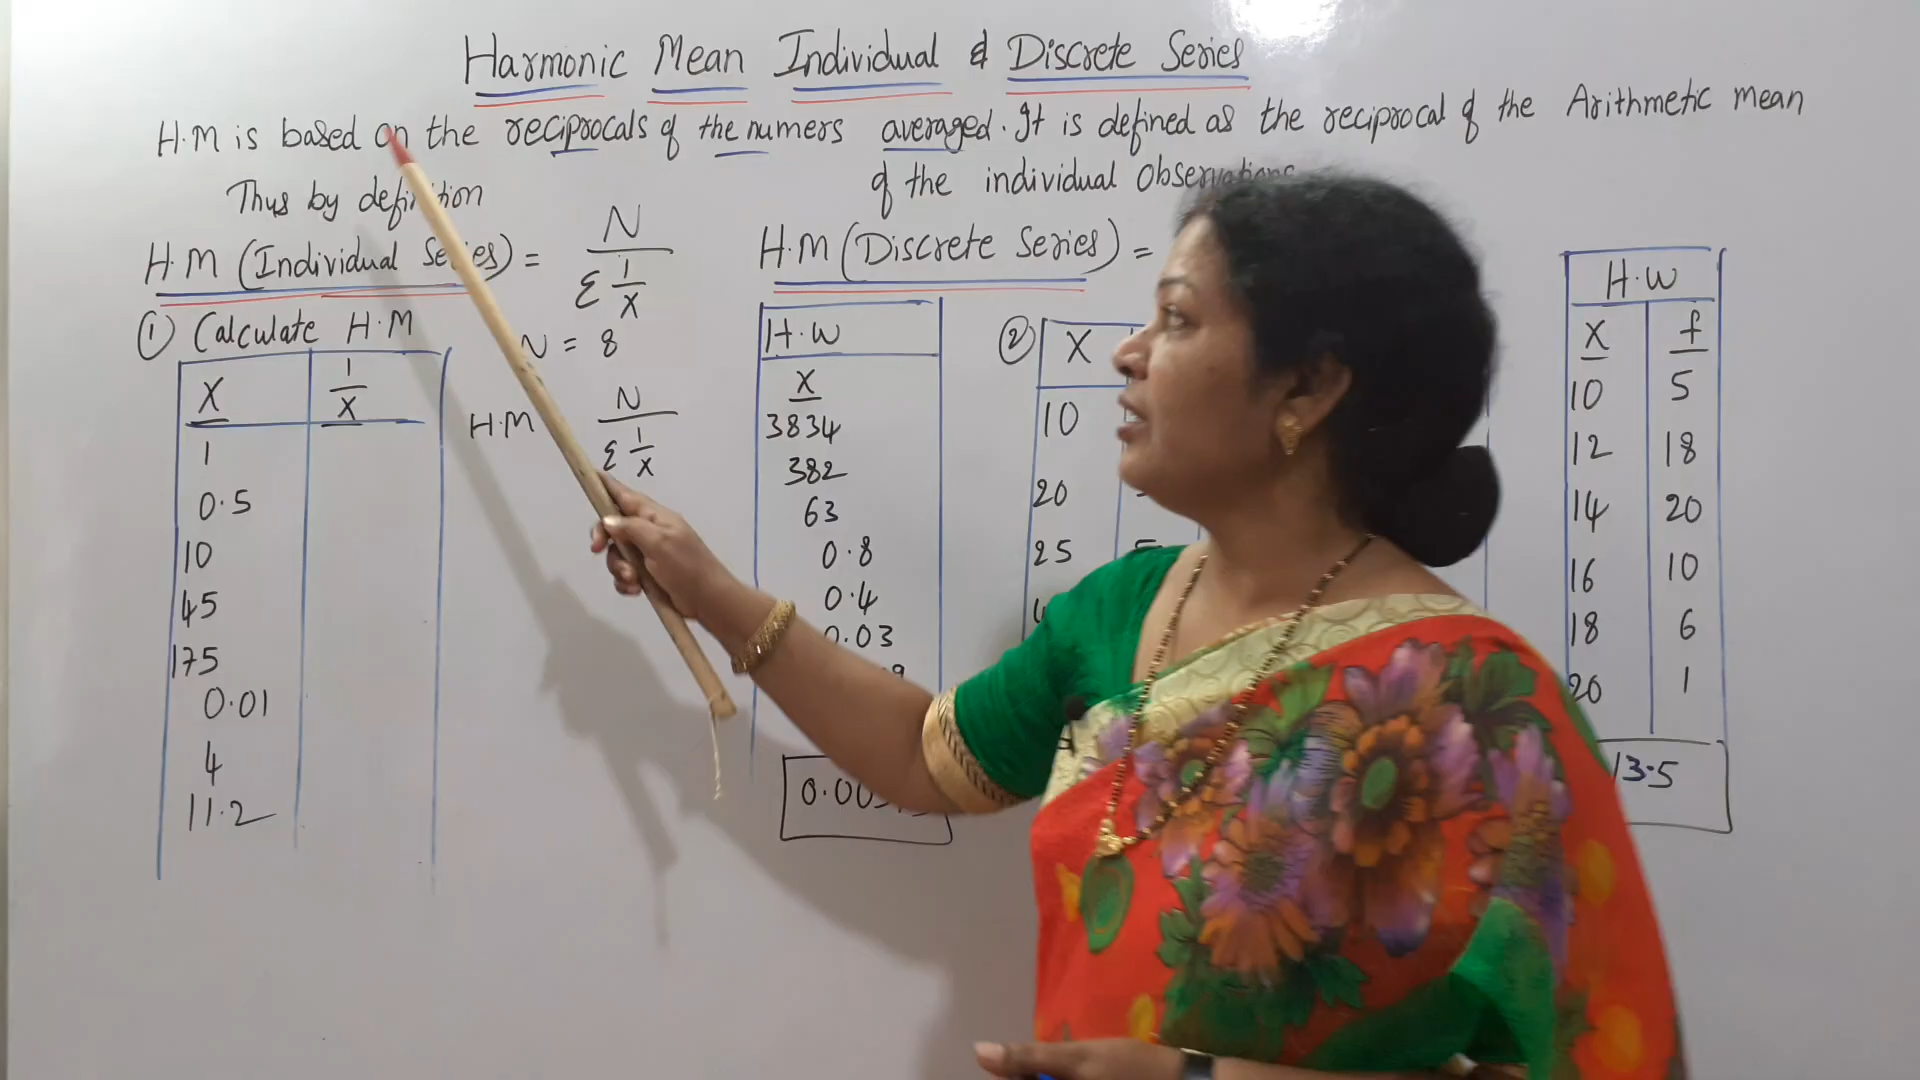 Harmonic Mean Individual & Discrete Series
H.M is based on the reciprocals of the numers averaged. It is defined as the reciprocal of the Arithmetic mean
of the individual Observations
Thus by definition
H.M (Individual Series) = N / Σ 1/X
H.M (Discrete Series) =
① Calculate H.M
X 1/X
1
0.5
10
45
175
0.01
4
11.2
N = 8
H.M N / Σ 1/X
H.W
X
3834
382
63
0.8
0.4
0.03
② X
10
20
25
H.W
X f
10 5
12 18
14 20
16 10
18 6
20 1
13.5